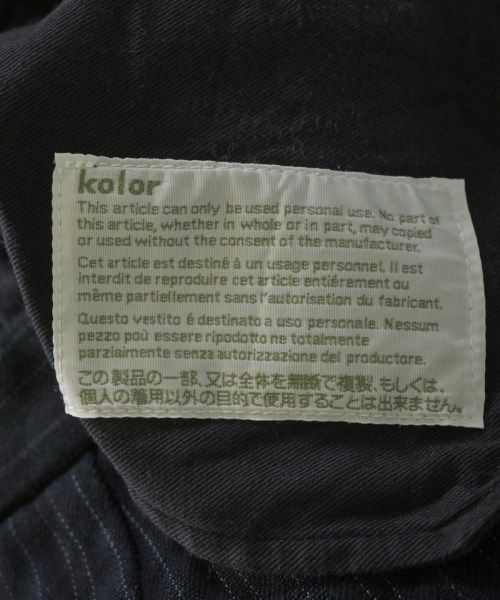 kolor
This article can only be used personal use. No part of
this article, whether in whole or in part, may copied
or used without the consent of the manufacturer.
Cet article est destiné à un usage personnel. Il est
interdit de reproduire cet article entiérement ou
même partiellement sans l'autorisation du fabricant.
Questo vestito é destinato a uso personale. Nessum
pezzo può essere ripodotto ne totalmente
parzialmente senza autorizzazione del productore.
この製品の一部、又は全体を無断で複製、もしくは、
個人の着用以外の目的で使用することは出来ません。